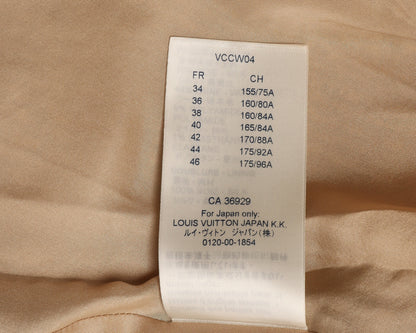 VCCW04
FR CH
34 155/75A
36 160/80A
38 160/84A
40 165/84A
42 170/88A
44 175/92A
46 175/96A
CA 36929
For Japan only:
LOUIS VUITTON JAPAN K.K.
ルイ・ヴィトン ジャパン(株)
0120-00-1854